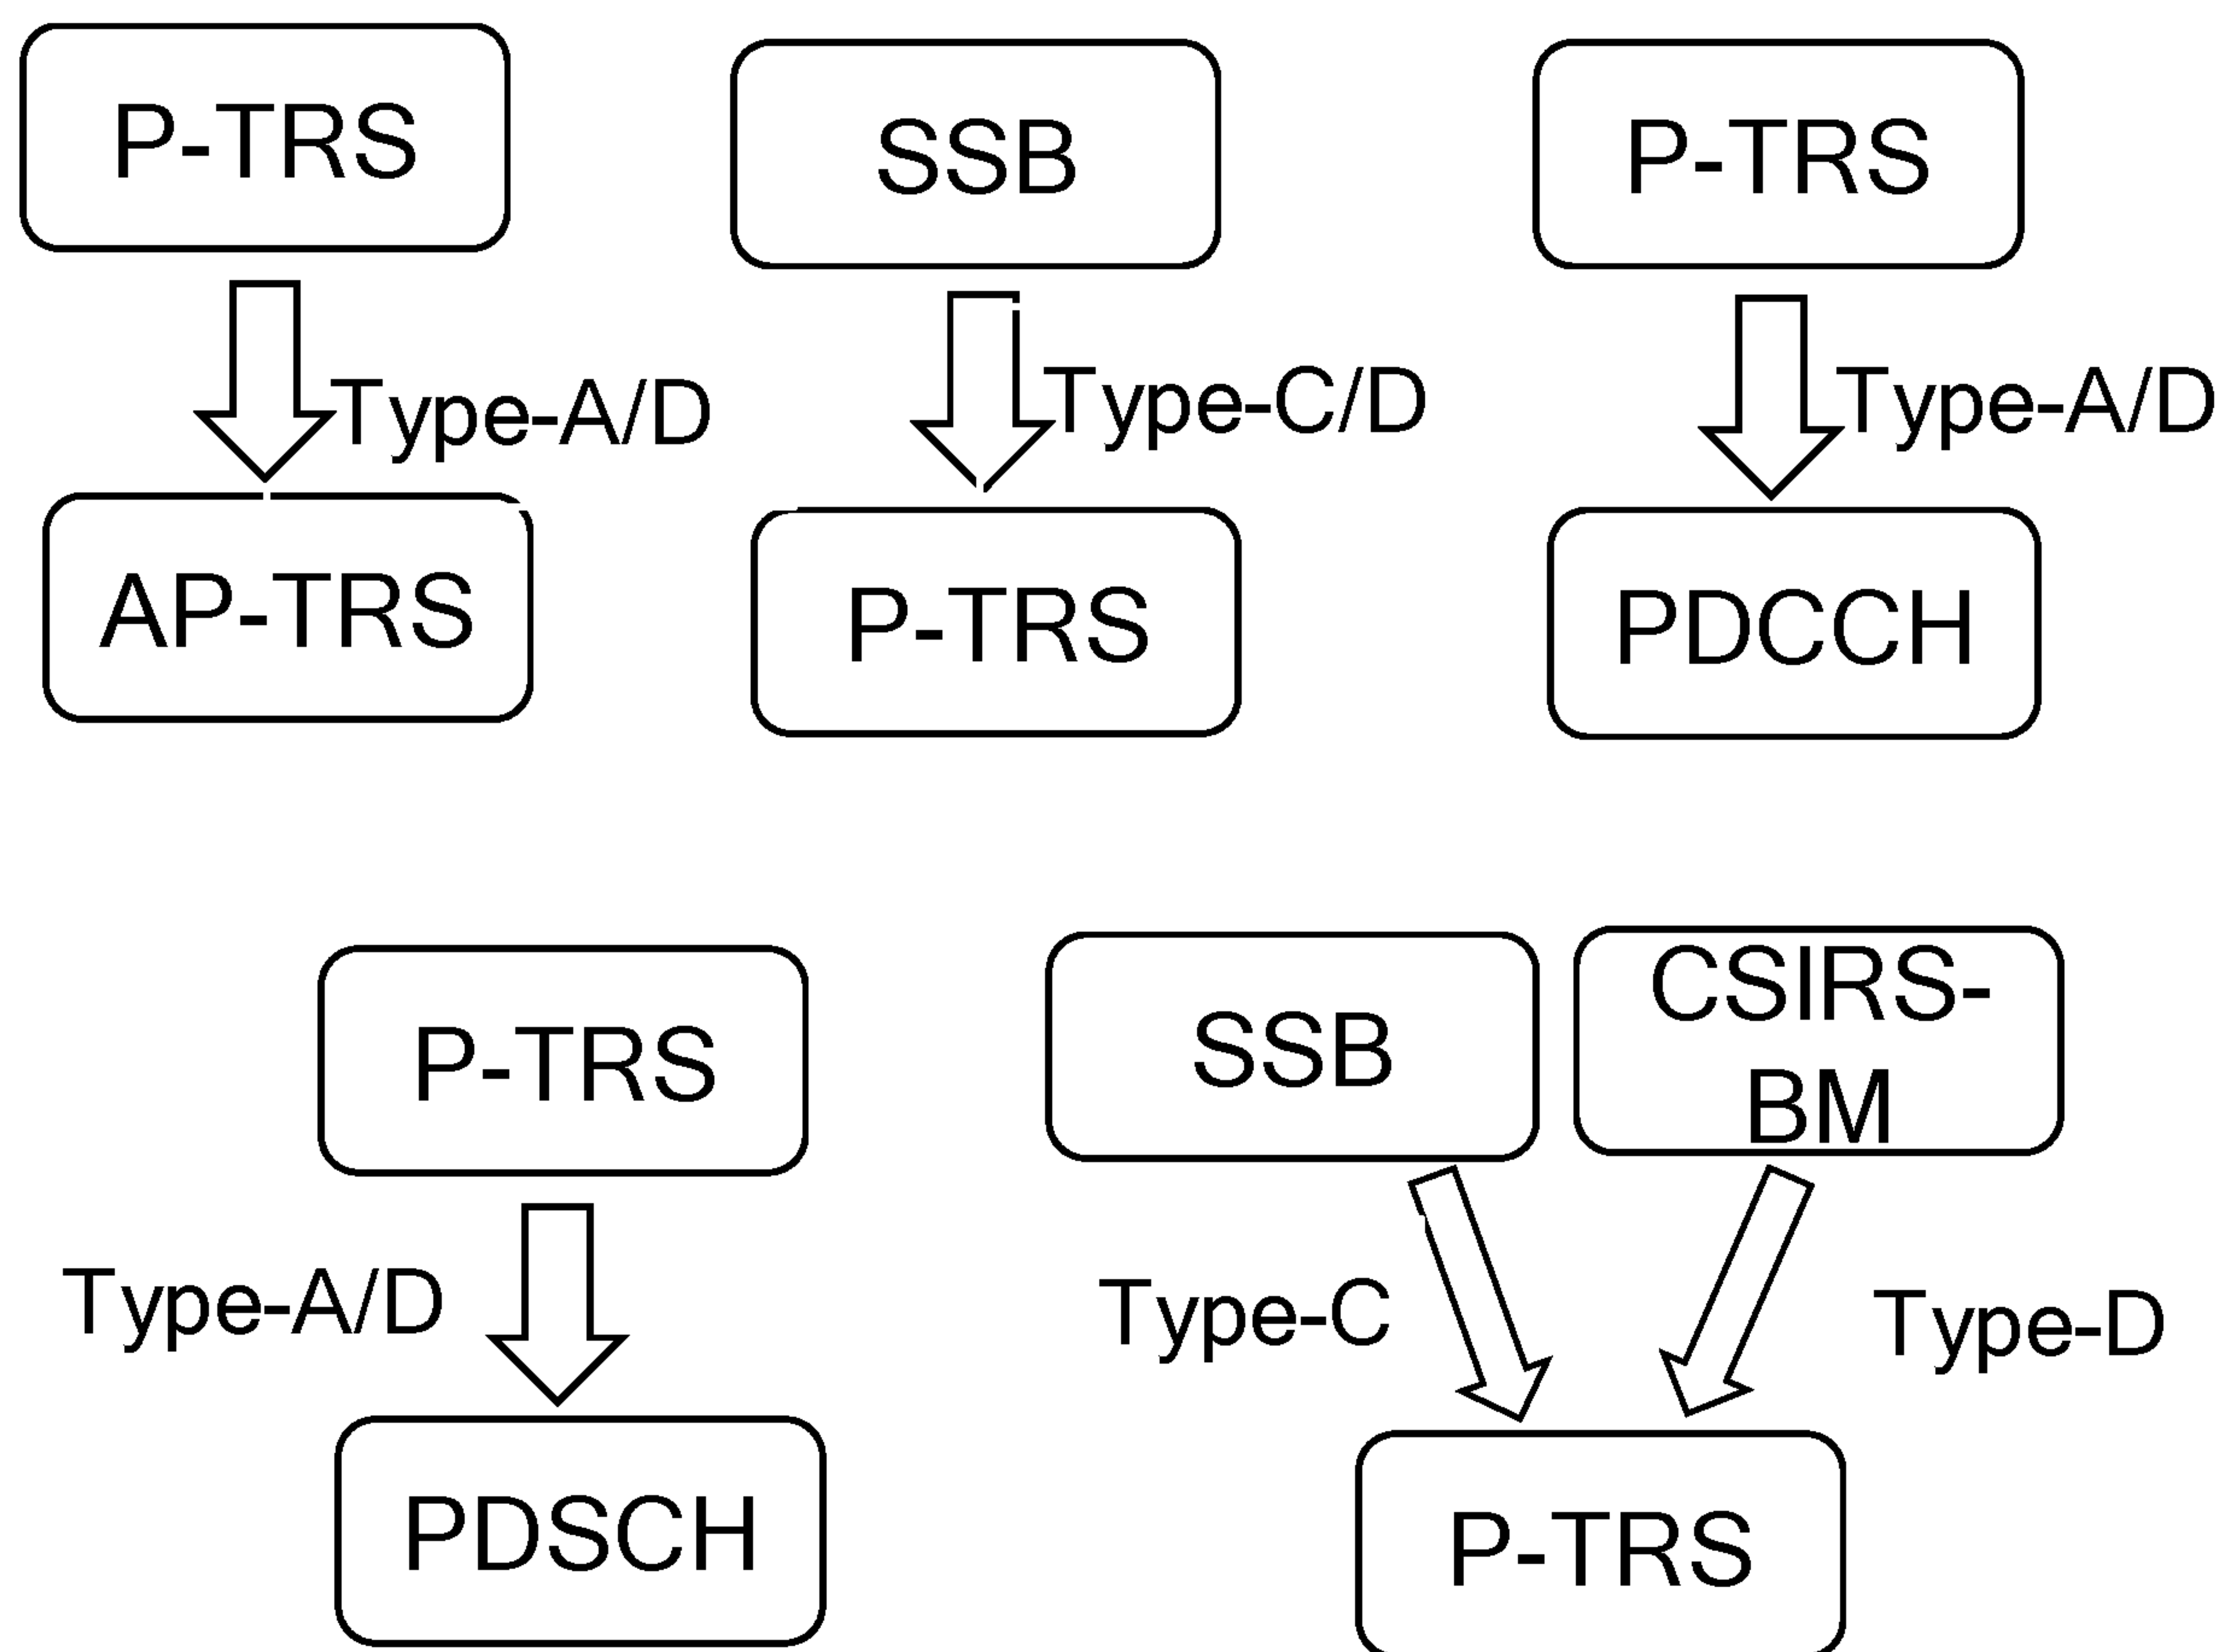 P-TRS
SSB
P-TRS
Type-A/D
Type-C/D
Type-A/D
AP-TRS
P-TRS
PDCCH
P-TRS
SSB
CSIRS-
BM
Type-A/D
Type-C
Type-D
PDSCH
P-TRS